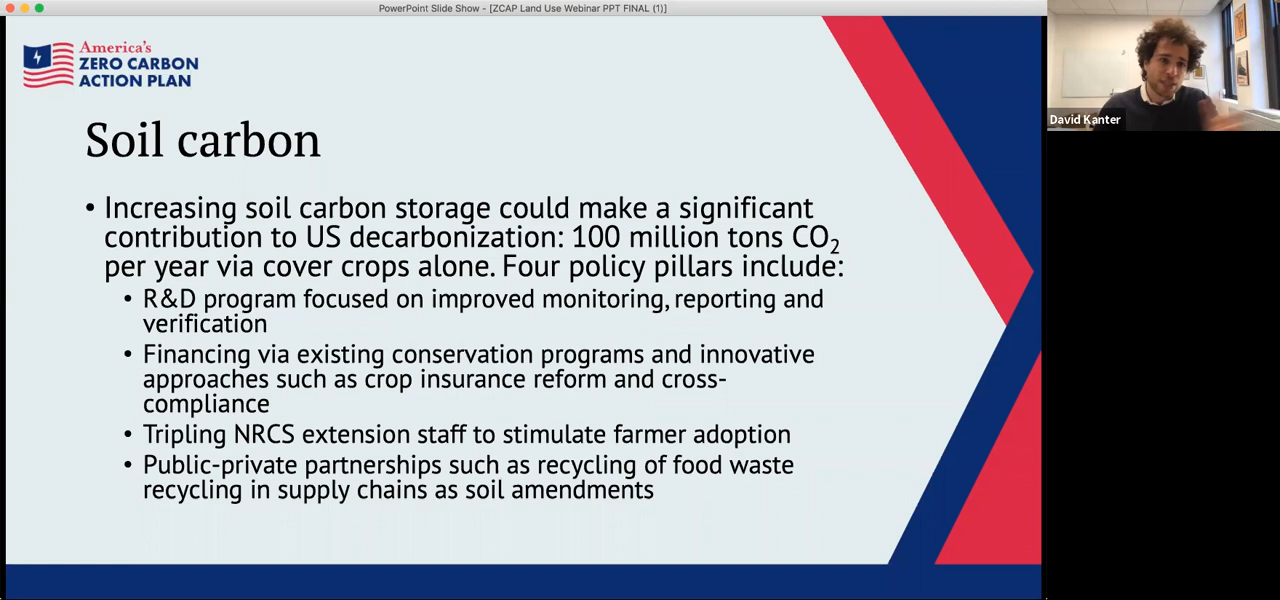 PowerPoint Slide Show - [ZCAP Land Use Webinar PPT FINAL (1)]
America's
ZERO CARBON
ACTION PLAN
David Kanter
Soil carbon
• Increasing soil carbon storage could make a significant
contribution to US decarbonization: 100 million tons CO₂
per year via cover crops alone. Four policy pillars include:
• R&D program focused on improved monitoring, reporting and
verification
• Financing via existing conservation programs and innovative
approaches such as crop insurance reform and cross-
compliance
• Tripling NRCS extension staff to stimulate farmer adoption
• Public-private partnerships such as recycling of food waste
recycling in supply chains as soil amendments